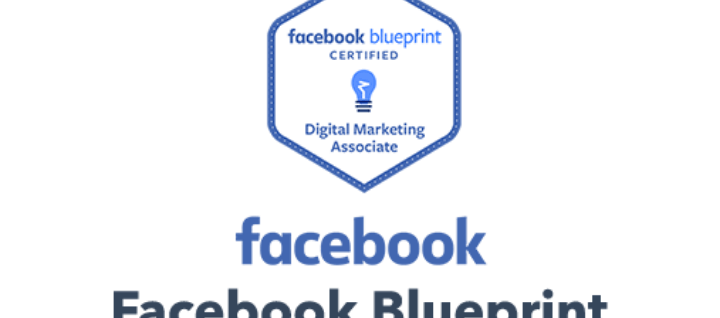 facebook blueprint
CERTIFIED
Digital Marketing
Associate
facebook
Facebook Blueprint